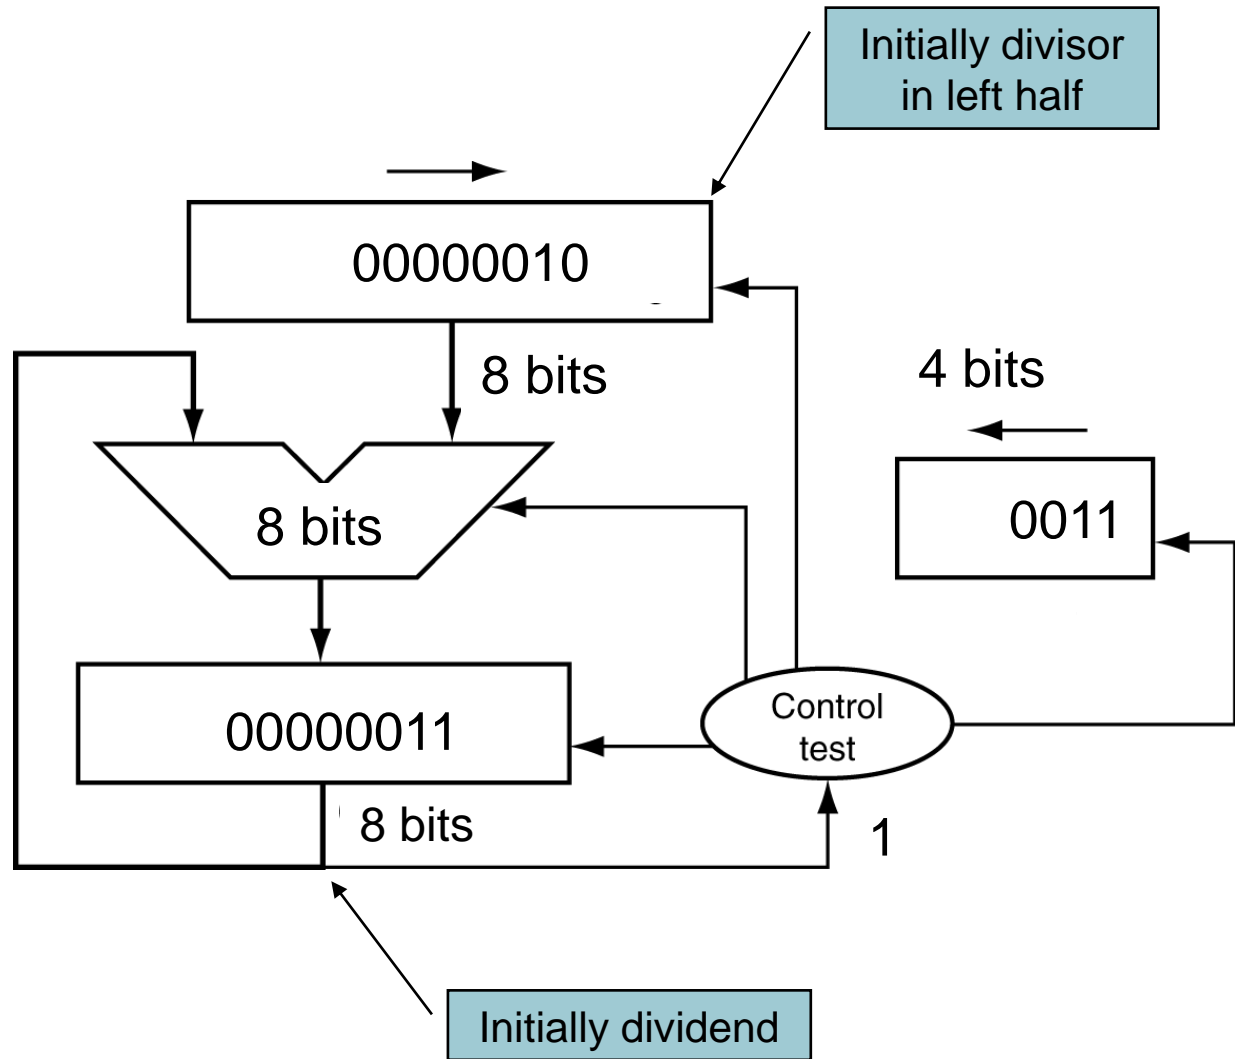 Initially divisor
in left half
00000010
8 bits
4 bits
8 bits
0011
00000011
Control
test
8 bits
1
Initially dividend